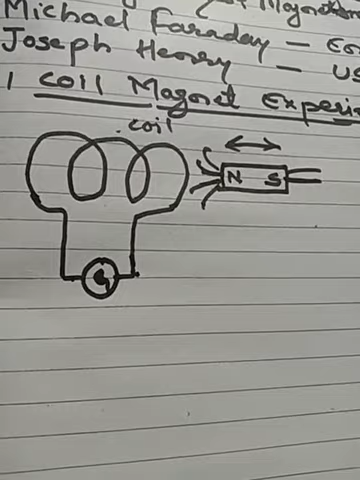 Michael Faraday –
Joseph Henry – US
1 Coil Magnet Experi
coil
N S
G